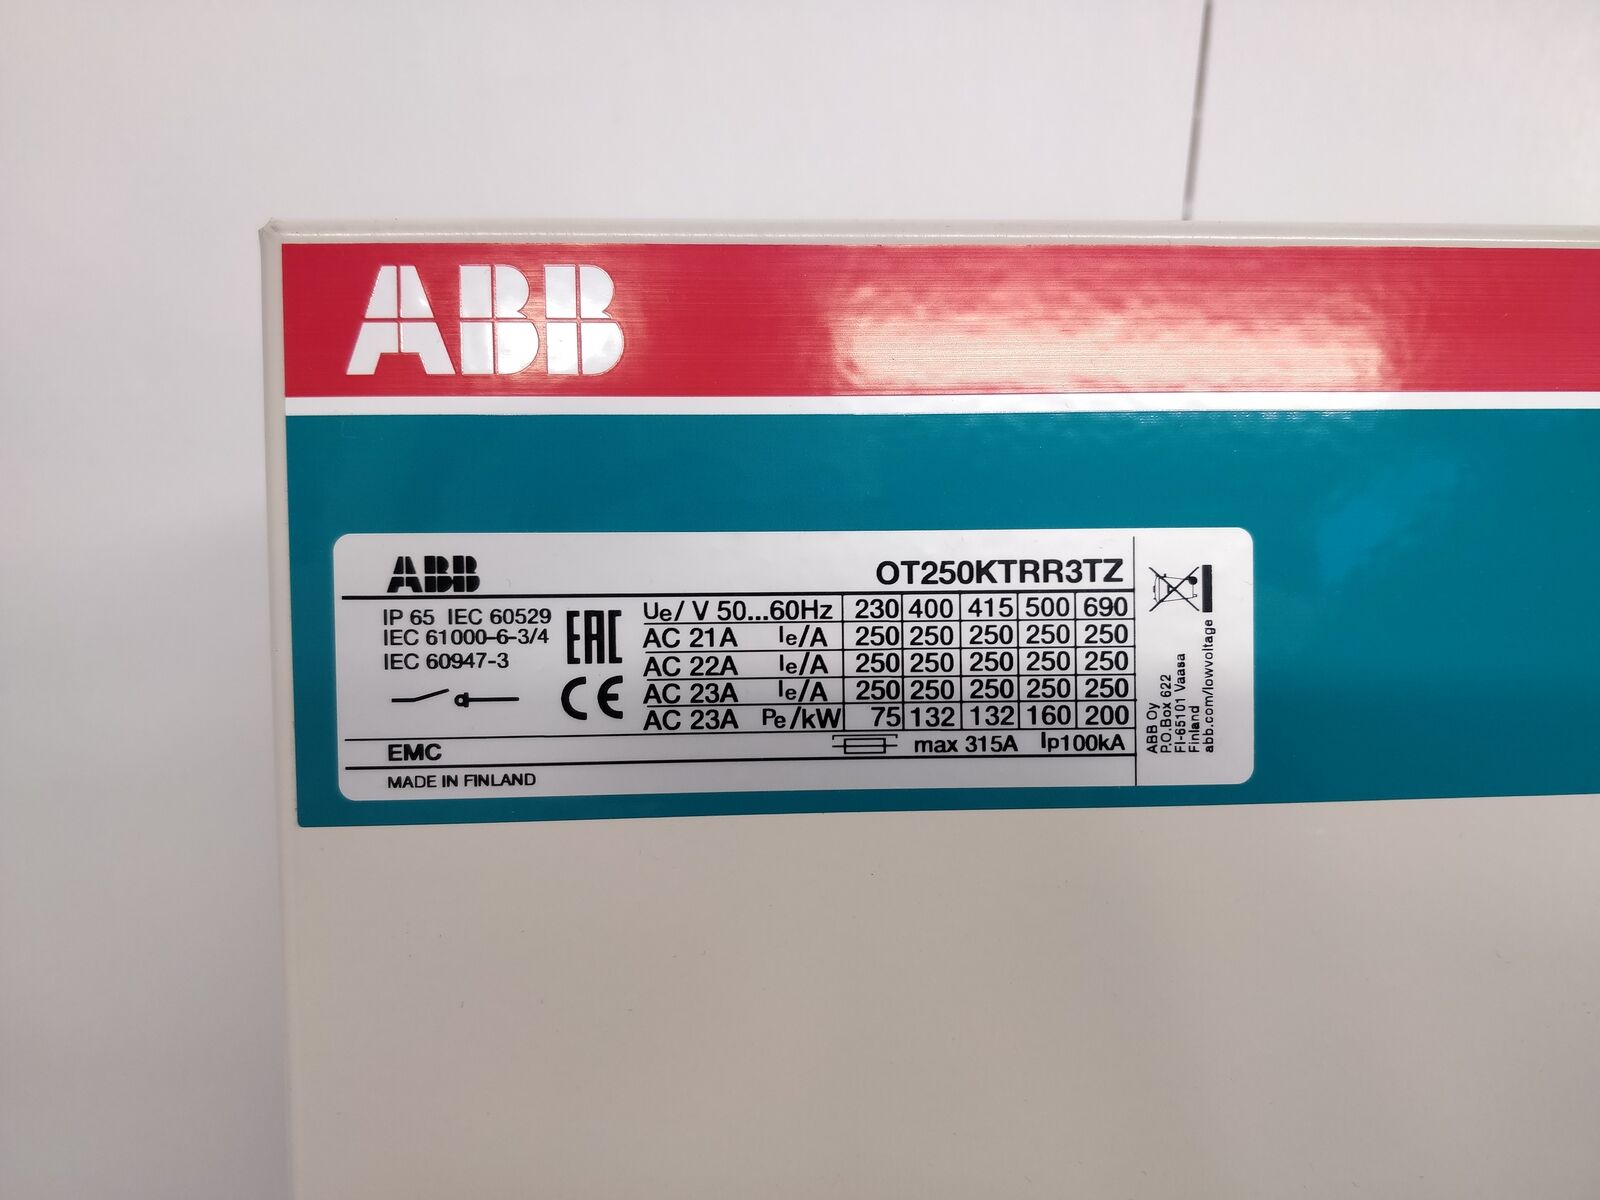 ABB
ABB OT250KTRR3TZ
IP 65 IEC 60529
IEC 61000-6-3/4
IEC 60947-3
EAC
CE
Ue/ V 50...60Hz 230 400 415 500 690
AC 21A Ie/A 250 250 250 250 250
AC 22A Ie/A 250 250 250 250 250
AC 23A Ie/A 250 250 250 250 250
AC 23A Pe/kW 75 132 132 160 200
EMC max 315A Ip100kA
MADE IN FINLAND
ABB Oy
P.O.Box 622
FI-65101 Vaasa
Finland
abb.com/lowvoltage